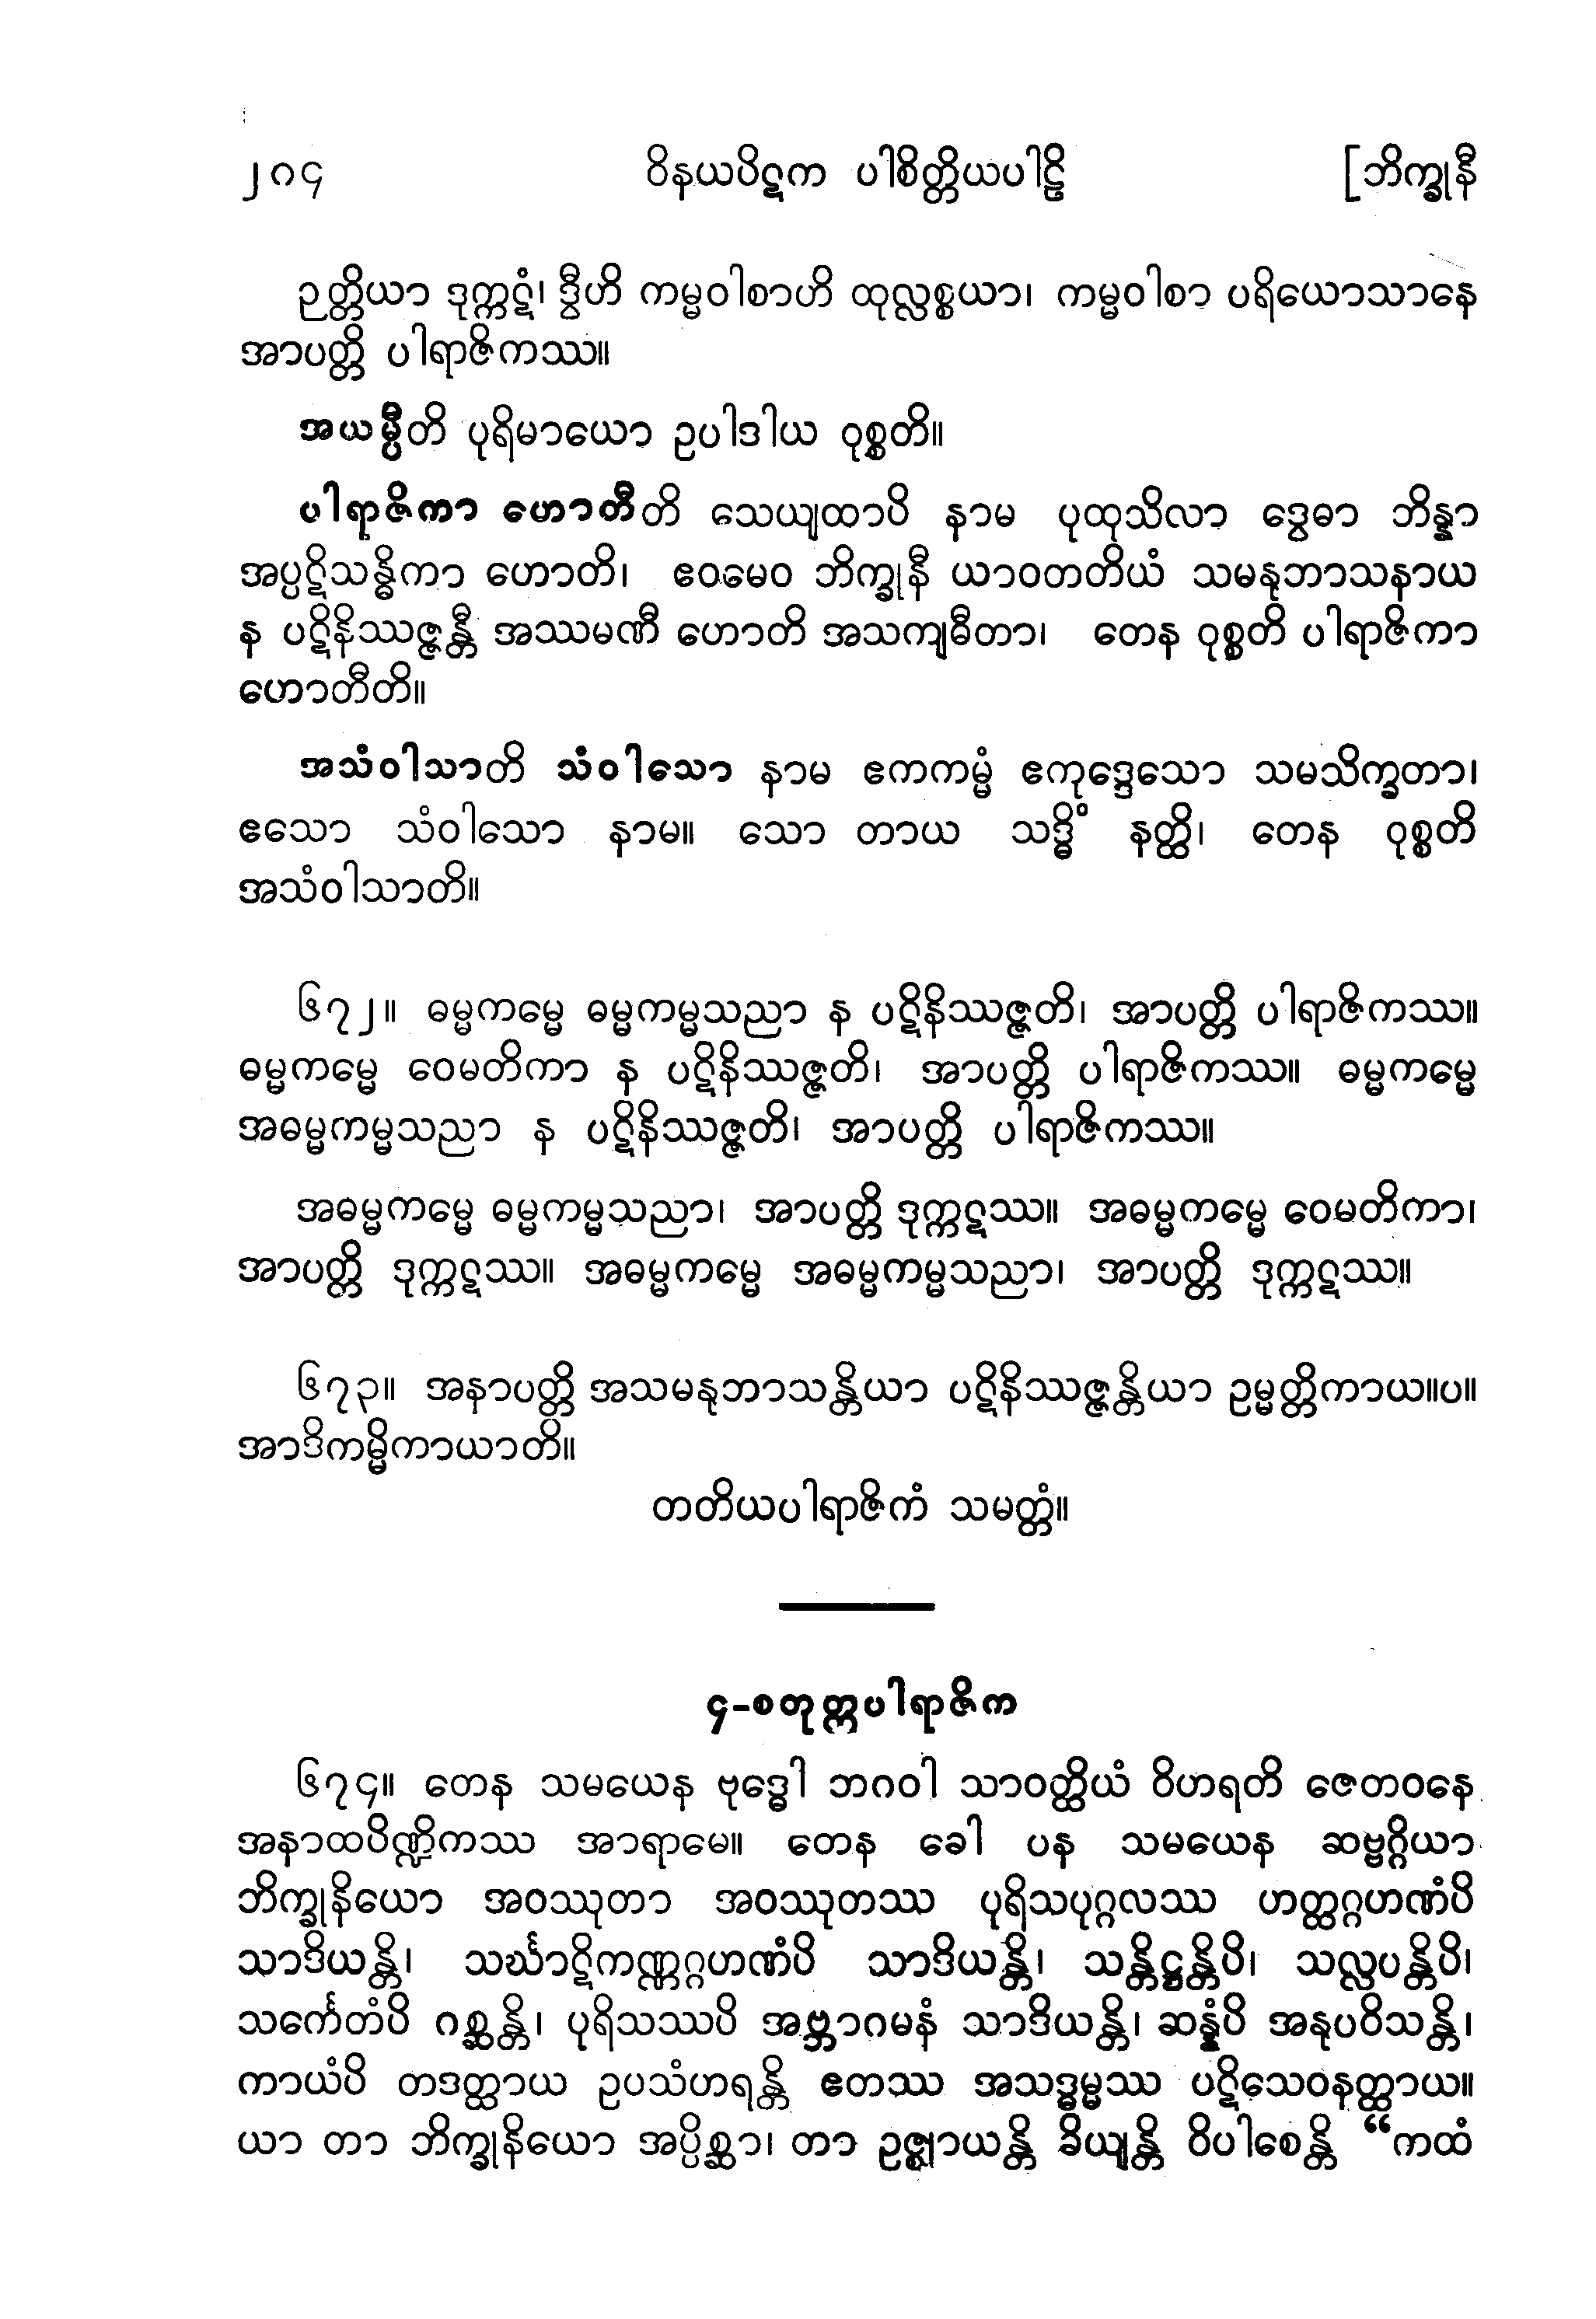 ၂၈၄ ဝိနယပိဋက ပါစိတ္တိယပါဠိ [ဘိက္ခုနီ
ဉတ္တိယာ ဒုက္ကဋံ၊ ဒွီဟိ ကမ္မဝါစာဟိ ထုလ္လစ္စယာ၊ ကမ္မဝါစာ ပရိယောသာနေ
အာပတ္တိ ပါရာဇိကဿ။
အယမ္ပီတိ ပုရိမာယော ဥပါဒါယ ဝုစ္စတိ။
ပါရာဇိကာ ဟောတီတိ သေယျထာပိ နာမ ပုထုသိလာ ဒွေဓာ ဘိန္နာ
အပ္ပဋိသန္ဓိကာ ဟောတိ၊ ဧဝမေဝ ဘိက္ခုနီ ယာဝတတိယံ သမနုဘာသနာယ
န ပဋိနိဿဇ္ဇန္တီ အဿမဏီ ဟောတိ အသကျဓီတာ၊ တေန ဝုစ္စတိ ပါရာဇိကာ
ဟောတီတိ။
အသံဝါသာတိ သံဝါသော နာမ ဧကကမ္မံ ဧကုဒ္ဒေသော သမသိက္ခတာ၊
ဧသော သံဝါသော နာမ။ သော တာယ သဒ္ဓိံ နတ္ထိ၊ တေန ဝုစ္စတိ
အသံဝါသာတိ။
၆၇၂။ ဓမ္မကမ္မေ ဓမ္မကမ္မသညာ န ပဋိနိဿဇ္ဇတိ၊ အာပတ္တိ ပါရာဇိကဿ။
ဓမ္မကမ္မေ ဝေမတိကာ န ပဋိနိဿဇ္ဇတိ၊ အာပတ္တိ ပါရာဇိကဿ။ ဓမ္မကမ္မေ
အဓမ္မကမ္မသညာ န ပဋိနိဿဇ္ဇတိ၊ အာပတ္တိ ပါရာဇိကဿ။
အဓမ္မကမ္မေ ဓမ္မကမ္မသညာ၊ အာပတ္တိ ဒုက္ကဋဿ။ အဓမ္မကမ္မေ ဝေမတိကာ၊
အာပတ္တိ ဒုက္ကဋဿ။ အဓမ္မကမ္မေ အဓမ္မကမ္မသညာ၊ အာပတ္တိ ဒုက္ကဋဿ။
၆၇၃။ အနာပတ္တိ အသမနုဘာသန္တိယာ ပဋိနိဿဇ္ဇန္တိယာ ဥမ္မတ္တိကာယ။ပ။
အာဒိကမ္မိကာယာတိ။
တတိယပါရာဇိကံ သမတ္တံ။
၄-စတုတ္ထပါရာဇိက
၆၇၄။ တေန သမယေန ဗုဒ္ဓေါ ဘဂဝါ သာဝတ္ထိယံ ဝိဟရတိ ဇေတဝနေ
အနာထပိဏ္ဍိကဿ အာရာမေ။ တေန ခေါ ပန သမယေန ဆဗ္ဗဂ္ဂိယာ
ဘိက္ခုနိယော အဝဿုတာ အဝဿုတဿ ပုရိသပုဂ္ဂလဿ ဟတ္ထဂ္ဂဟဏံပိ
သာဒိယန္တိ၊ သင်္ဃာဋိကဏ္ဏဂ္ဂဟဏံပိ သာဒိယန္တိ၊ သန္တိဋ္ဌန္တိပိ၊ သလ္လပန္တိပိ၊
သင်္ကေတံပိ ဂစ္ဆန္တိ၊ ပုရိသဿပိ အဗ္ဘာဂမနံ သာဒိယန္တိ၊ ဆန္နံပိ အနုပဝိသန္တိ၊
ကာယံပိ တဒတ္ထာယ ဥပသံဟရန္တိ ဧတဿ အသဒ္ဓမ္မဿ ပဋိသေဝနတ္ထာယ။
ယာ တာ ဘိက္ခုနိယော အပ္ပိစ္ဆာ၊ တာ ဥဇ္ဈာယန္တိ ခိယျန္တိ ဝိပါစေန္တိ “ကထံ